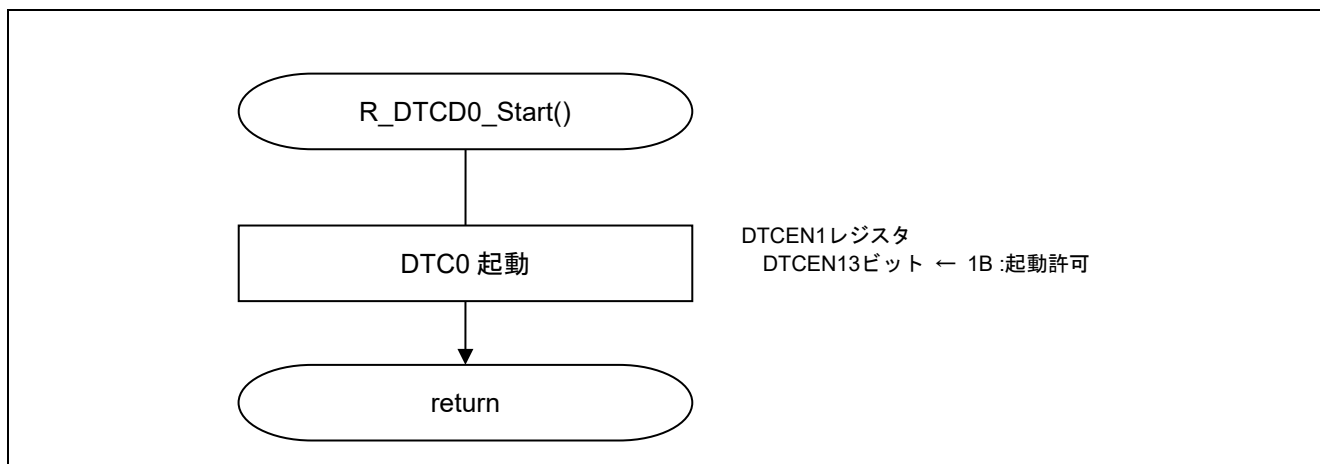 R_DTCD0_Start()
DTC0 起動
DTCEN1レジスタ
DTCEN13ビット ← 1B :起動許可
return